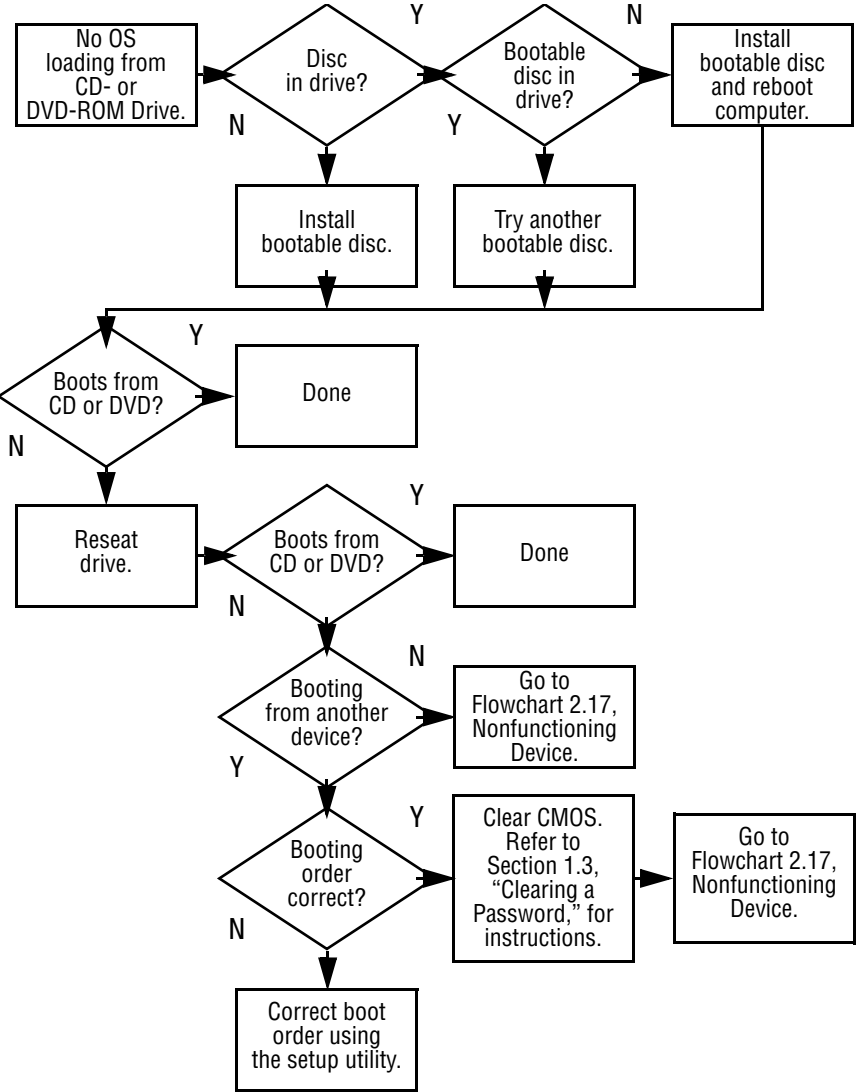 No OS
loading from
CD- or
DVD-ROM Drive.
Disc
in drive?
Y
N
Bootable
disc in
drive?
N
Y
Install
bootable disc
and reboot
computer.
Install
bootable disc.
Try another
bootable disc.
Boots from
CD or DVD?
Y
N
Done
Reseat
drive.
Boots from
CD or DVD?
Y
N
Done
Booting
from another
device?
N
Y
Go to
Flowchart 2.17,
Nonfunctioning
Device.
Booting
order
correct?
Y
N
Clear CMOS.
Refer to
Section 1.3,
“Clearing a
Password,” for
instructions.
Go to
Flowchart 2.17,
Nonfunctioning
Device.
Correct boot
order using
the setup utility.